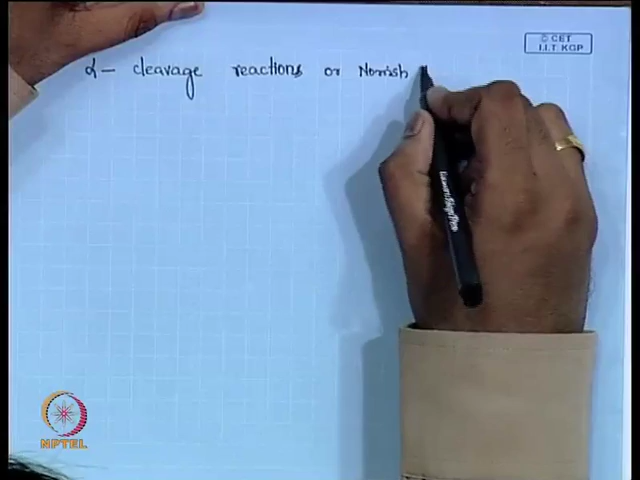 © CET
I.I.T. KGP
α- cleavage reactions or Norrish
NPTEL